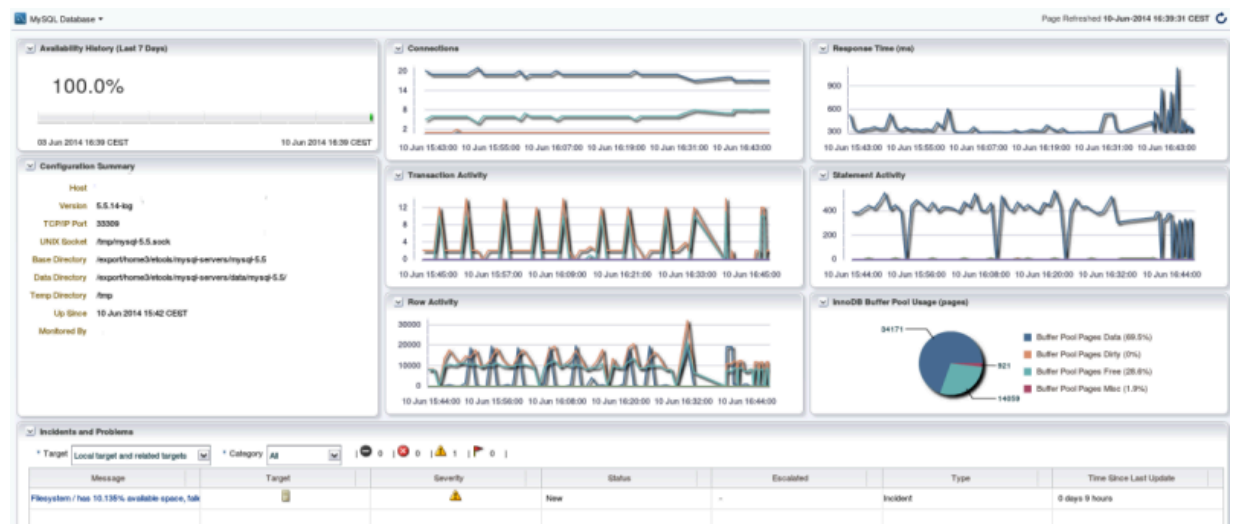 MySQL Database
Page Refreshed 10-Jun-2014 16:39:31 CEST
Availability History (Last 7 Days)
100.0%
03 Jun 2014 16:39 CEST
10 Jun 2014 16:39 CEST
Connections
20
14
8
2
10 Jun 15:43:00 10 Jun 15:55:00 10 Jun 16:07:00 10 Jun 16:19:00 10 Jun 16:31:00 10 Jun 16:43:00
Response Time (ms)
900
600
300
10 Jun 15:43:00 10 Jun 15:55:00 10 Jun 16:07:00 10 Jun 16:19:00 10 Jun 16:31:00 10 Jun 16:43:00
Configuration Summary
Host
Version 5.5.14-log
TCP/IP Port 33309
UNIX Socket /tmp/mysql-5.5.sock
Base Directory /export/home3/etools/mysql-servers/mysql-5.5
Data Directory /export/home3/etools/mysql-servers/data/mysql-5.5/
Temp Directory /tmp
Up Since 10 Jun 2014 15:42 CEST
Monitored By
Transaction Activity
12
8
4
0
10 Jun 15:45:00 10 Jun 15:57:00 10 Jun 16:09:00 10 Jun 16:21:00 10 Jun 16:33:00 10 Jun 16:45:00
Statement Activity
400
200
0
10 Jun 15:44:00 10 Jun 15:56:00 10 Jun 16:08:00 10 Jun 16:20:00 10 Jun 16:32:00 10 Jun 16:44:00
Row Activity
30000
20000
10000
0
10 Jun 15:44:00 10 Jun 15:56:00 10 Jun 16:08:00 10 Jun 16:20:00 10 Jun 16:32:00 10 Jun 16:44:00
InnoDB Buffer Pool Usage (pages)
34171
921
14059
Buffer Pool Pages Data (69.5%)
Buffer Pool Pages Dirty (0%)
Buffer Pool Pages Free (28.6%)
Buffer Pool Pages Misc (1.9%)
Incidents and Problems
* Target Local target and related targets * Category All | 0 | 0 | 1 | 0 |
Message Target Severity Status Escalated Type Time Since Last Update
Filesystem / has 10.135% available space, New - Incident 0 days 9 hours